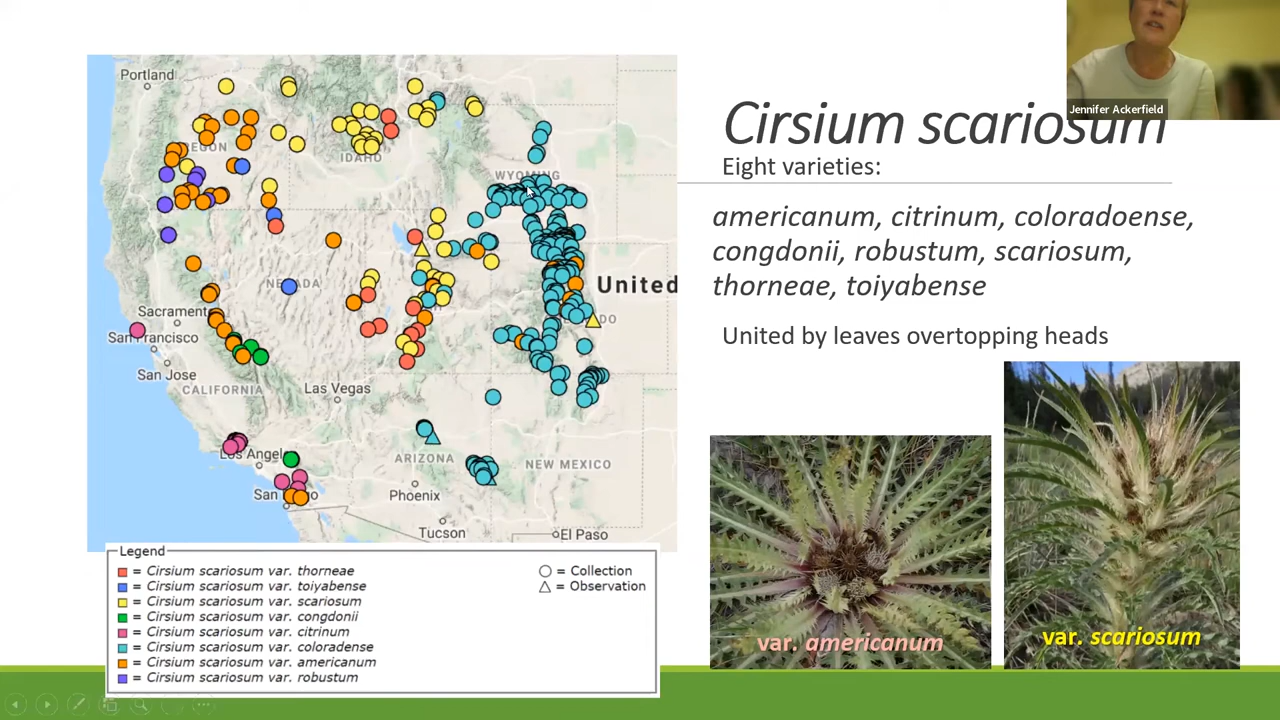 Jennifer Ackerfield
Cirsium scariosum
Eight varieties:
americanum, citrinum, coloradoense,
congdonii, robustum, scariosum,
thorneae, toiyabense
United by leaves overtopping heads
var. americanum
var. scariosum
Portland
IDAHO
WYOMING
United
NEVADA
Sacramento
San Francisco
San Jose
CALIFORNIA
Las Vegas
Los Angel
ARIZONA
NEW MEXICO
Phoenix
Tucson
El Paso
Legend
= Cirsium scariosum var. thorneae
= Cirsium scariosum var. toiyabense
= Cirsium scariosum var. scariosum
= Cirsium scariosum var. congdonii
= Cirsium scariosum var. citrinum
= Cirsium scariosum var. coloradense
= Cirsium scariosum var. americanum
= Cirsium scariosum var. robustum
= Collection
= Observation